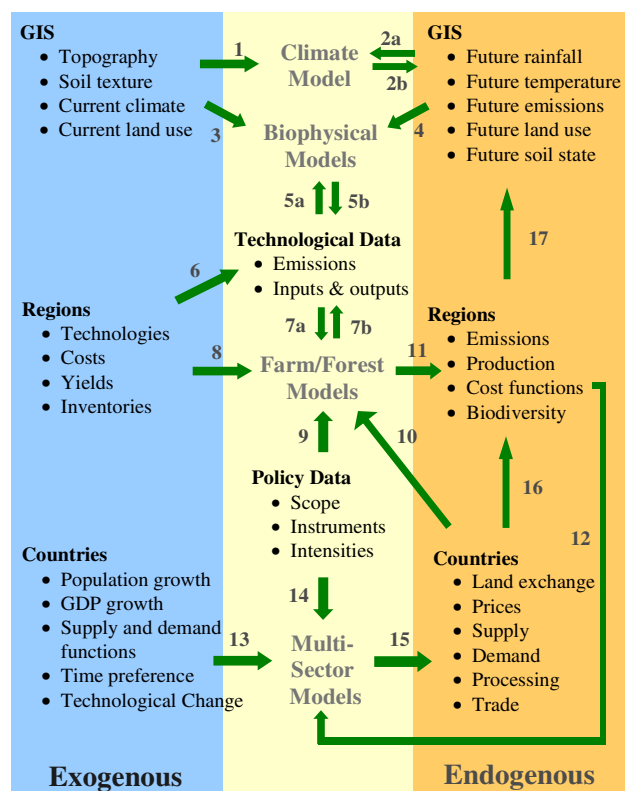 GIS
• Topography
• Soil texture
• Current climate
• Current land use
1
3
Climate
Model
2a
2b
Biophysical
Models
4
GIS
• Future rainfall
• Future temperature
• Future emissions
• Future land use
• Future soil state
5a
5b
17
Technological Data
• Emissions
• Inputs & outputs
6
7a
7b
Regions
• Technologies
• Costs
• Yields
• Inventories
8
Farm/Forest
Models
11
Regions
• Emissions
• Production
• Cost functions
• Biodiversity
9
10
16
12
Policy Data
• Scope
• Instruments
• Intensities
14
Countries
• Population growth
• GDP growth
• Supply and demand
functions
• Time preference
• Technological Change
13
Multi-
Sector
Models
15
Countries
• Land exchange
• Prices
• Supply
• Demand
• Processing
• Trade
Exogenous
Endogenous